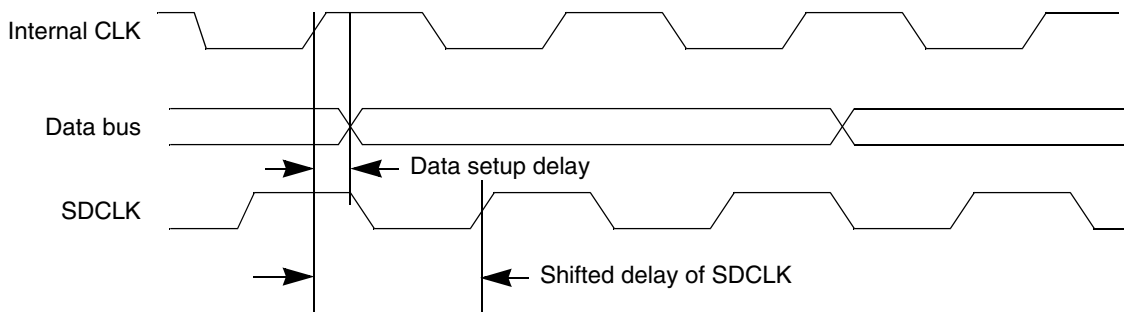 Internal CLK
Data bus
Data setup delay
SDCLK
Shifted delay of SDCLK